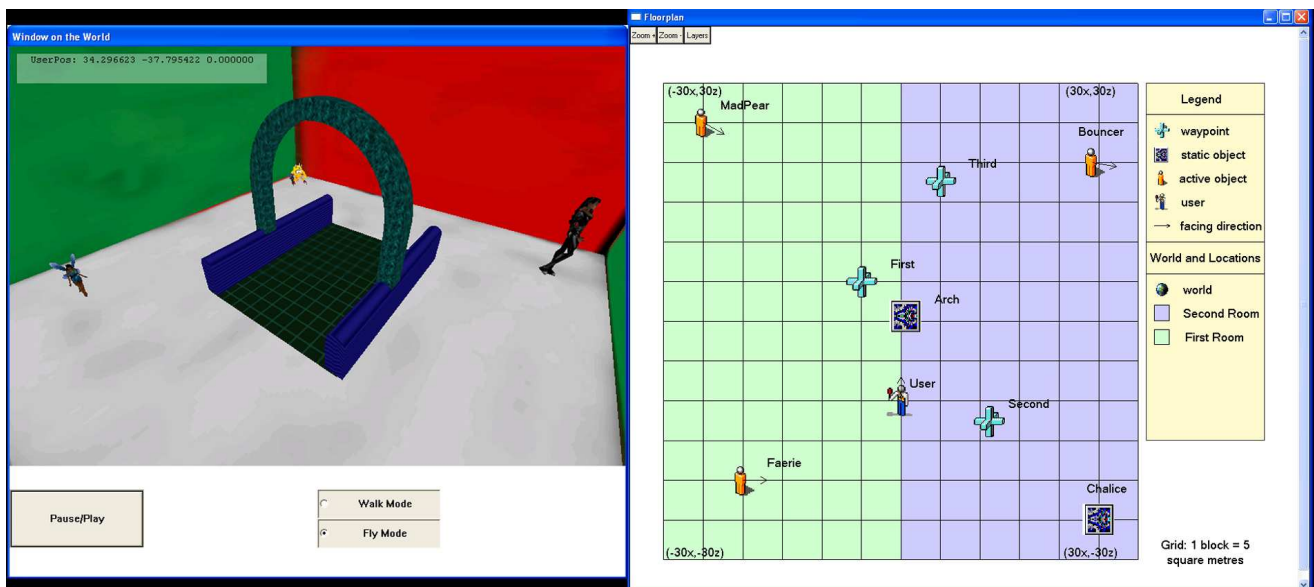 Window on the World
UserPos: 34.296623 -37.795422 0.000000
Pause/Play
Walk Mode
Fly Mode
Floorplan
Zoom + Zoom - Layers
(-30x,30z)
(30x,30z)
MadPear
Bouncer
Third
First
Arch
User
Second
Faerie
Chalice
(-30x,-30z)
(30x,-30z)
Legend
waypoint
static object
active object
user
facing direction
World and Locations
world
Second Room
First Room
Grid: 1 block = 5
square metres